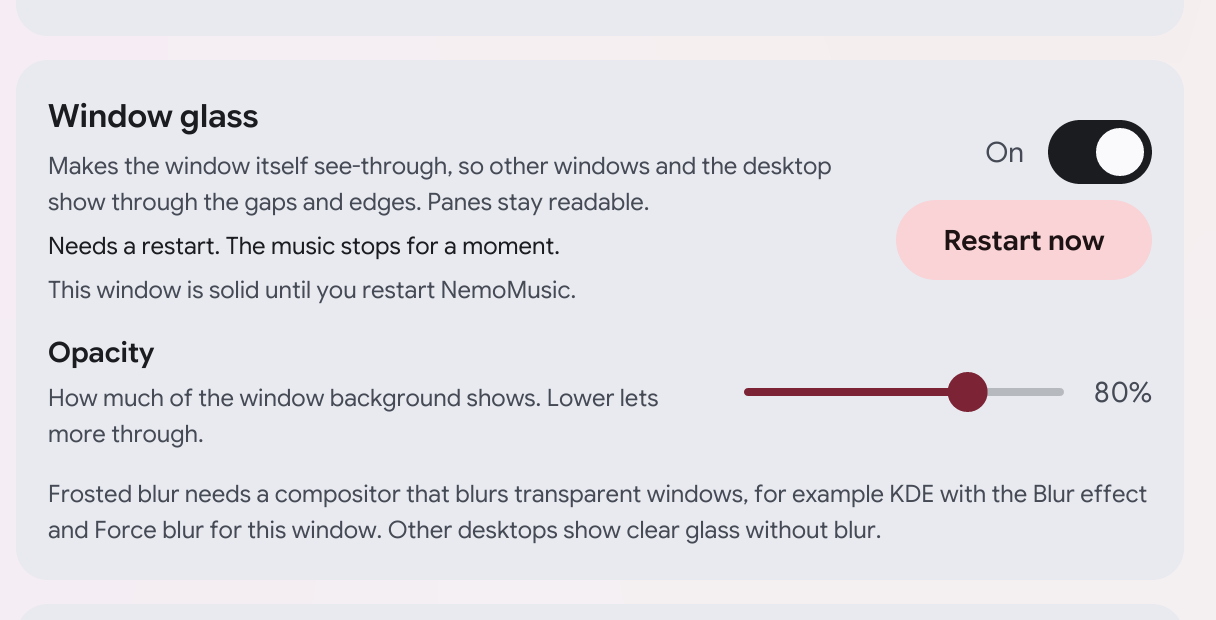 Window glass
Makes the window itself see-through, so other windows and the desktop
show through the gaps and edges. Panes stay readable.
Needs a restart. The music stops for a moment.
This window is solid until you restart NemoMusic.
On
Restart now
Opacity
How much of the window background shows. Lower lets
more through.
80%
Frosted blur needs a compositor that blurs transparent windows, for example KDE with the Blur effect
and Force blur for this window. Other desktops show clear glass without blur.